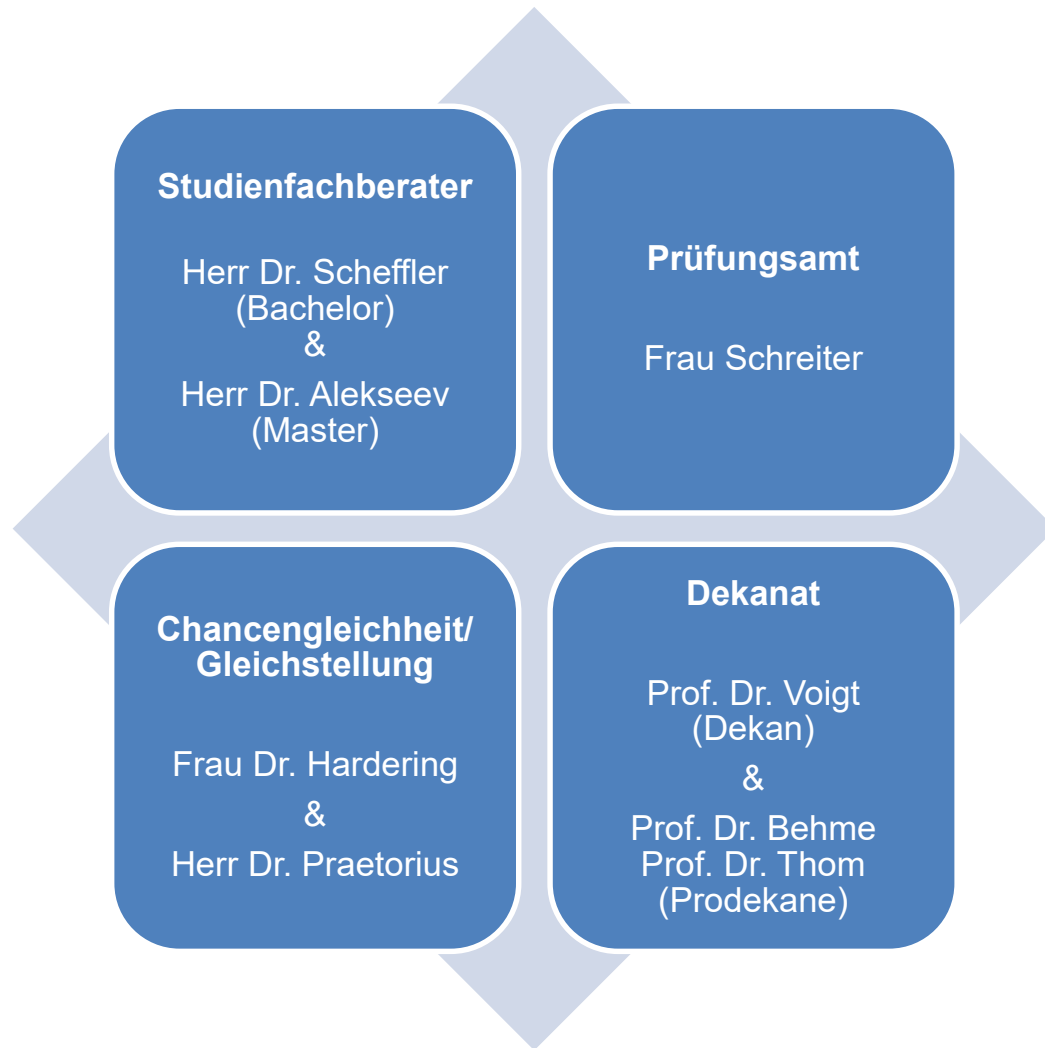 Studienfachberater
Herr Dr. Scheffler
(Bachelor)
&
Herr Dr. Alekseev
(Master)
Prüfungsamt
Frau Schreiter
Chancengleichheit/
Gleichstellung
Frau Dr. Hardering
&
Herr Dr. Praetorius
Dekanat
Prof. Dr. Voigt
(Dekan)
&
Prof. Dr. Behme
Prof. Dr. Thom
(Prodekane)